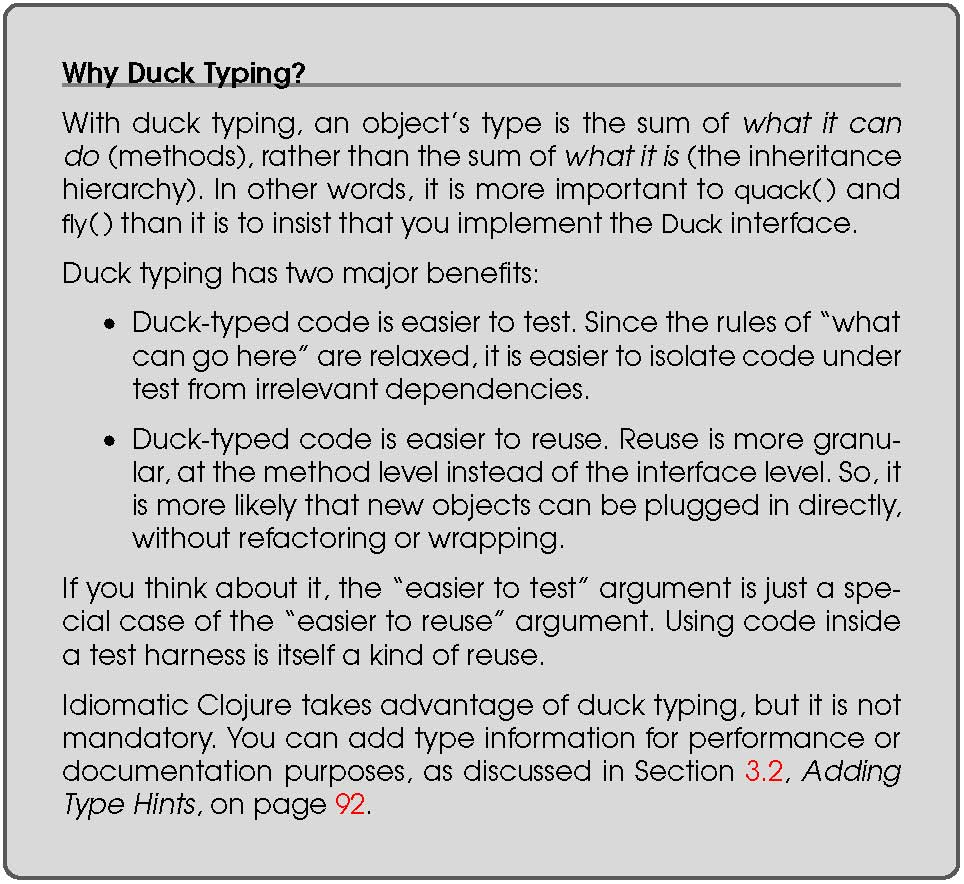 Why Duck Typing?
With duck typing, an object’s type is the sum of what it can
do (methods), rather than the sum of what it is (the inheritance
hierarchy). In other words, it is more important to quack() and
fly() than it is to insist that you implement the Duck interface.
Duck typing has two major benefits:
• Duck-typed code is easier to test. Since the rules of “what
can go here” are relaxed, it is easier to isolate code under
test from irrelevant dependencies.
• Duck-typed code is easier to reuse. Reuse is more granu-
lar, at the method level instead of the interface level. So, it
is more likely that new objects can be plugged in directly,
without refactoring or wrapping.
If you think about it, the “easier to test” argument is just a spe-
cial case of the “easier to reuse” argument. Using code inside
a test harness is itself a kind of reuse.
Idiomatic Clojure takes advantage of duck typing, but it is not
mandatory. You can add type information for performance or
documentation purposes, as discussed in Section 3.2, Adding
Type Hints, on page 92.